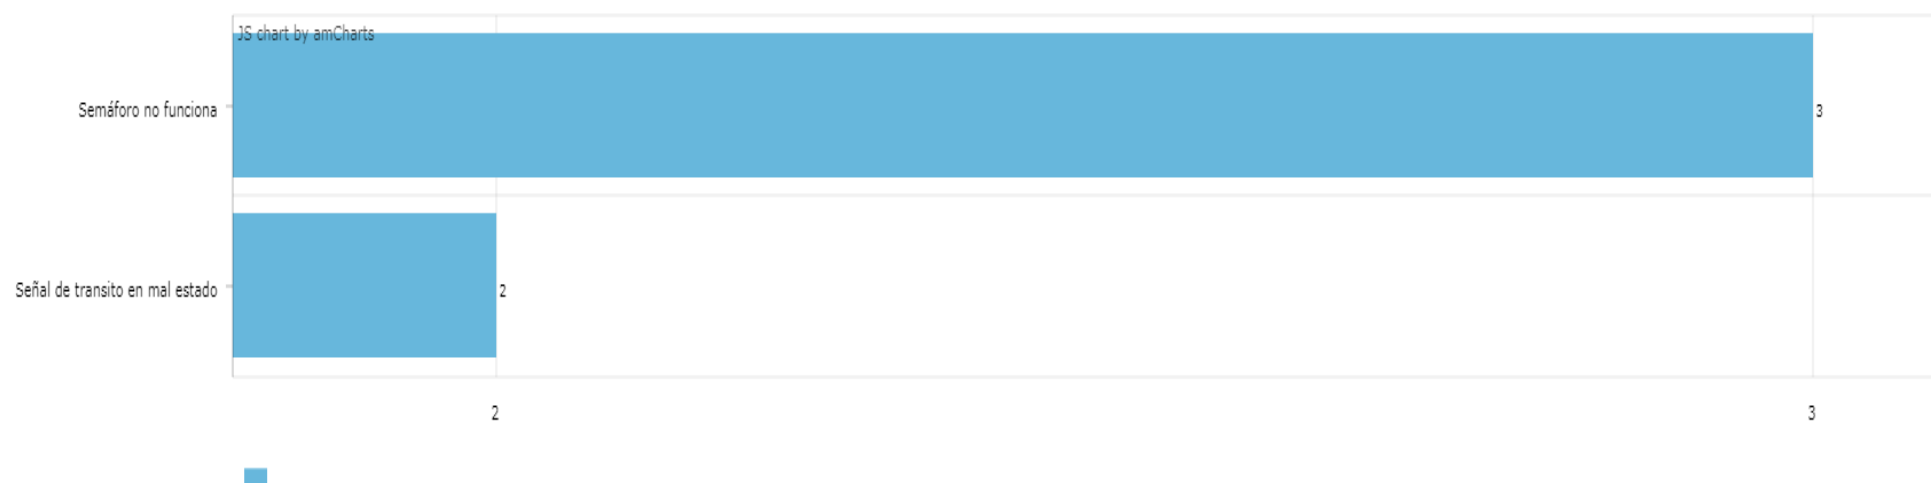 JS chart by amCharts
Semáforo no funciona
3
Señal de transito en mal estado
2
2
3